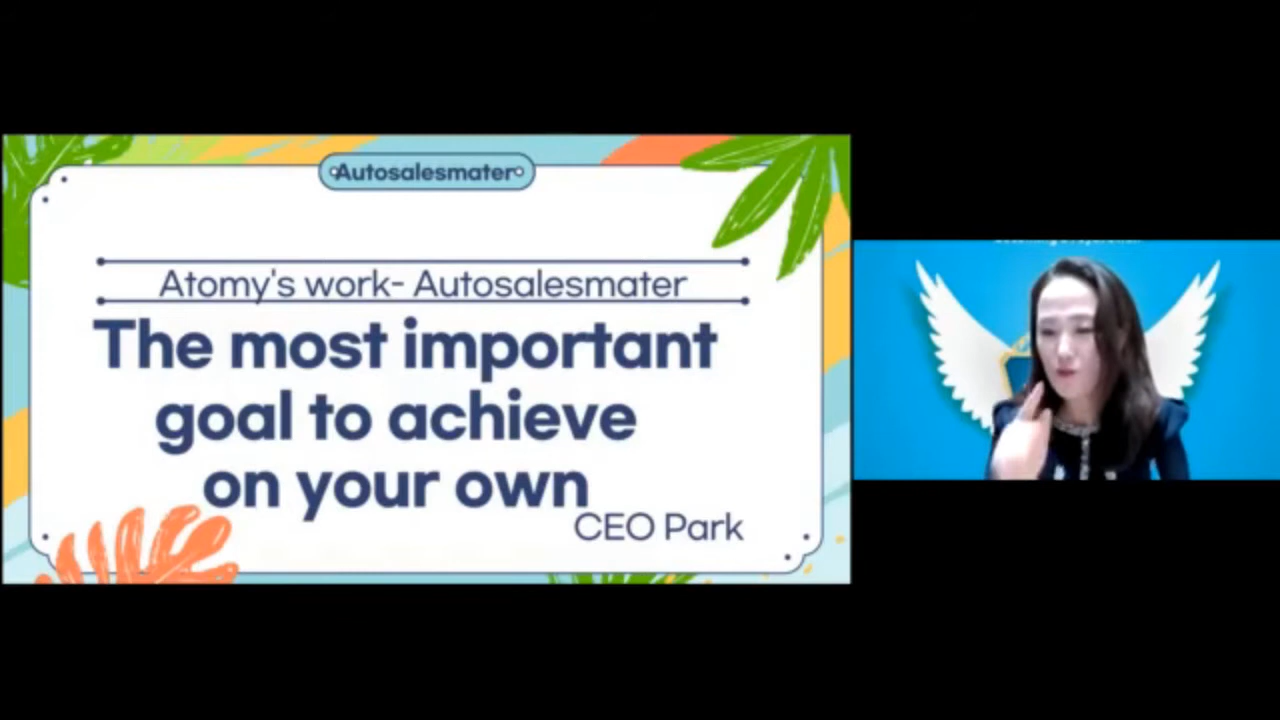 Autosalesmater
Atomy's work- Autosalesmater
The most important
goal to achieve
on your own
CEO Park